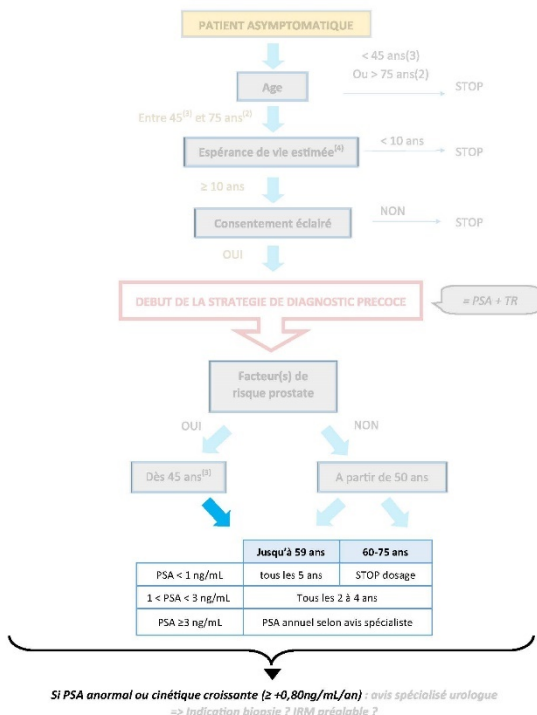 PATIENT ASYMPTOMATIQUE
< 45 ans(3)
Ou > 75 ans(2)
STOP
Age
Entre 45(3) et 75 ans(2)
Espérance de vie estimée(4)
< 10 ans
STOP
≥ 10 ans
Consentement éclairé
NON
STOP
OUI
DEBUT DE LA STRATEGIE DE DIAGNOSTIC PRECOCE
= PSA + TR
Facteur(s) de
risque prostate
OUI
NON
Dès 45 ans(3)
A partir de 50 ans
Jusqu'à 59 ans 60-75 ans
PSA < 1 ng/mL tous les 5 ans STOP dosage
1 < PSA < 3 ng/mL Tous les 2 à 4 ans
PSA ≥3 ng/mL PSA annuel selon avis spécialiste
Si PSA anormal ou cinétique croissante (≥ +0,80ng/mL/an) : avis spécialisé urologue
=> Indication biopsie ? IRM préalable ?